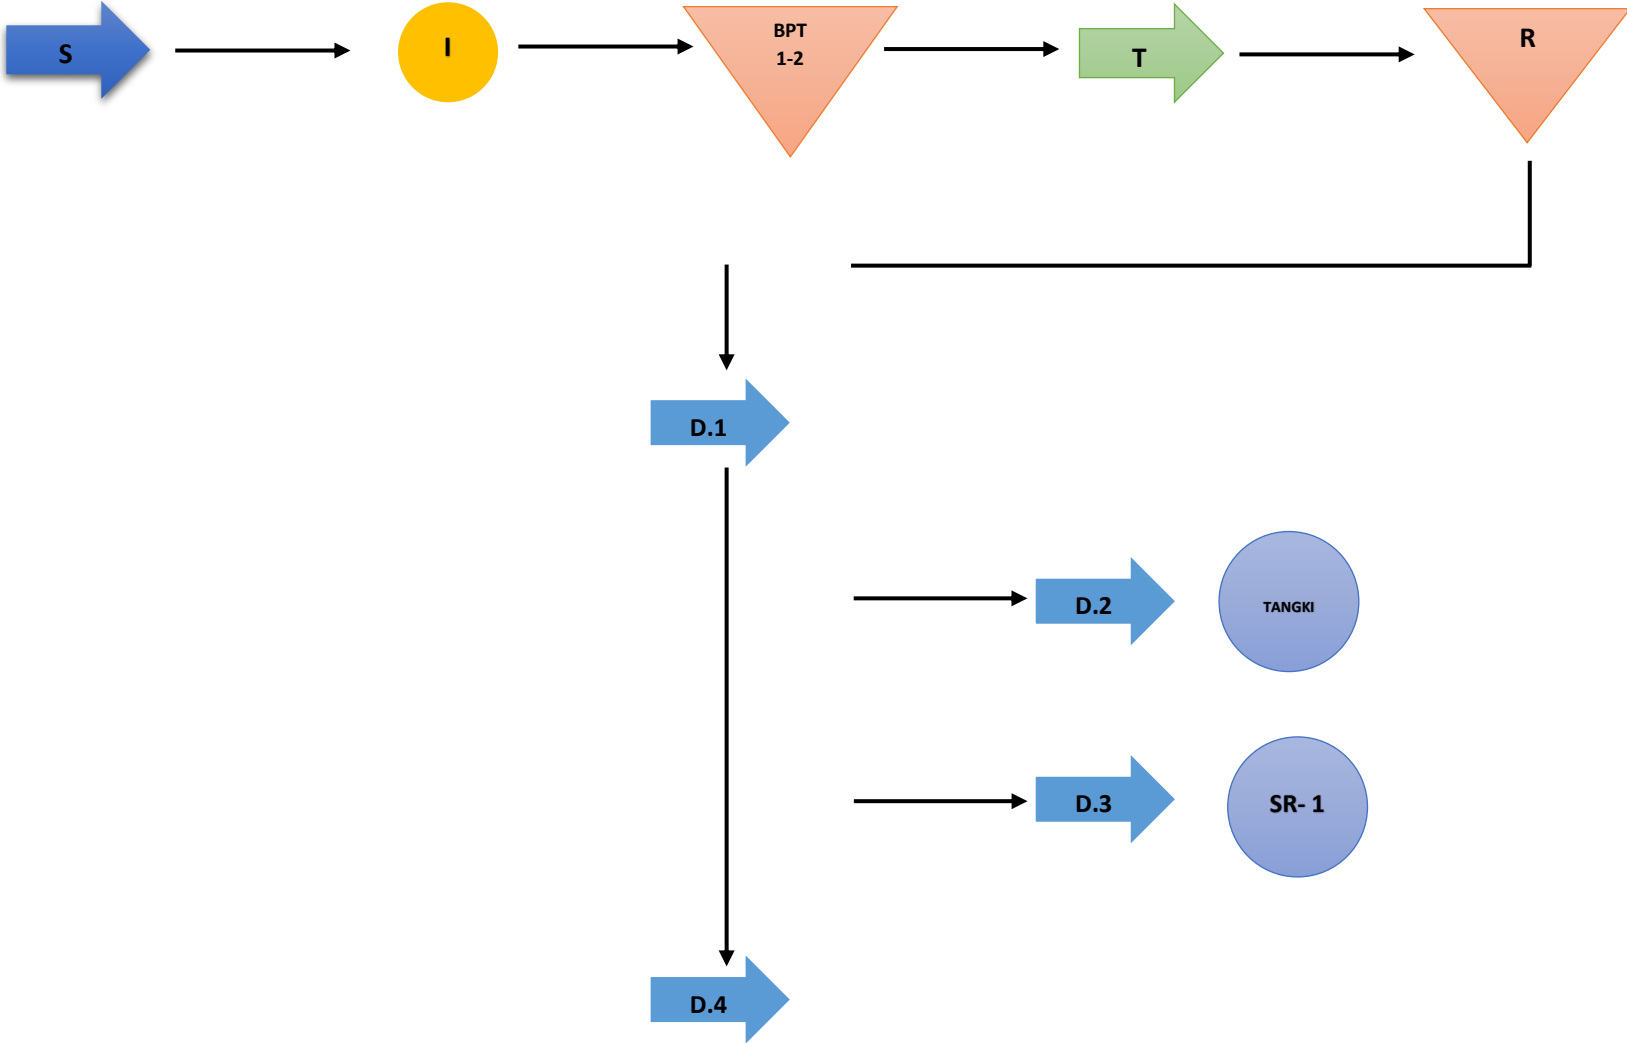 S
I
BPT
1-2
T
R
D.1
D.2
TANGKI
D.3
SR- 1
D.4